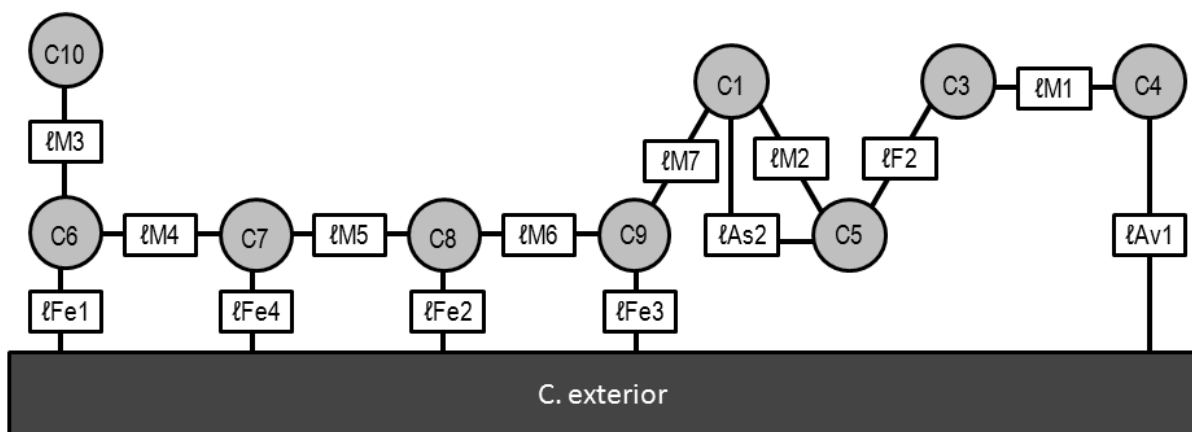 C10
C1
C3
ℓM1
C4
ℓM3
ℓM7
ℓM2
ℓF2
C6
ℓM4
C7
ℓM5
C8
ℓM6
C9
ℓAs2
C5
ℓAv1
ℓFe1
ℓFe4
ℓFe2
ℓFe3
C. exterior